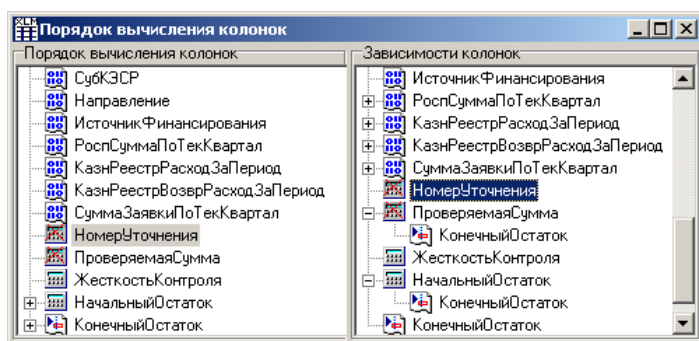 XLM
Порядок вычисления колонок
Порядок вычисления колонок
СубКЭСР
Направление
ИсточникФинансирования
РоспСуммаПоТекКвартал
КазнРеестрРасходЗаПериод
КазнРеестрВозврРасходЗаПериод
СуммаЗаявкиПоТекКвартал
НомерУточнения
ПроверяемаяСумма
ЖесткостьКонтроля
НачальныйОстаток
КонечныйОстаток
Зависимости колонок
ИсточникФинансирования
РоспСуммаПоТекКвартал
КазнРеестрРасходЗаПериод
КазнРеестрВозврРасходЗаПериод
СуммаЗаявкиПоТекКвартал
НомерУточнения
ПроверяемаяСумма
КонечныйОстаток
ЖесткостьКонтроля
НачальныйОстаток
КонечныйОстаток
КонечныйОстаток